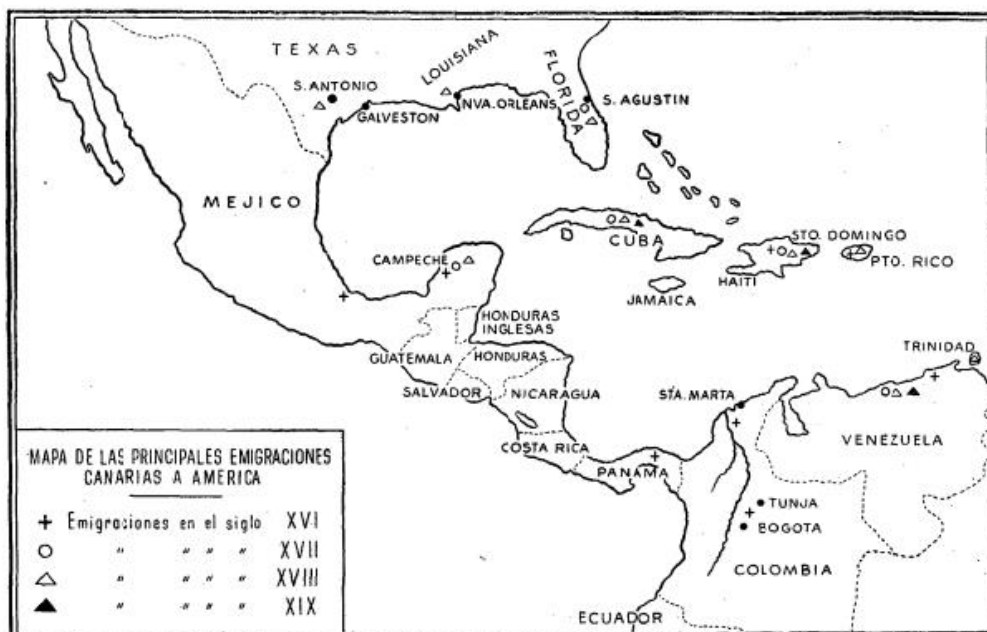 TEXAS
LOUISIANA
FLORIDA
S. ANTONIO
GALVESTON
NVA. ORLEANS
S. AGUSTIN
MEJICO
CAMPECHE
CUBA
STO. DOMINGO
HAITI
PTO. RICO
JAMAICA
HONDURAS
INGLESAS
GUATEMALA
HONDURAS
SALVADOR
NICARAGUA
TRINIDAD
STA. MARTA
COSTA RICA
PANAMA
VENEZUELA
TUNJA
BOGOTA
COLOMBIA
ECUADOR
MAPA DE LAS PRINCIPALES EMIGRACIONES
CANARIAS A AMERICA
Emigraciones en el siglo XVI
" " " " XVII
" " " " XVIII
" " " " XIX